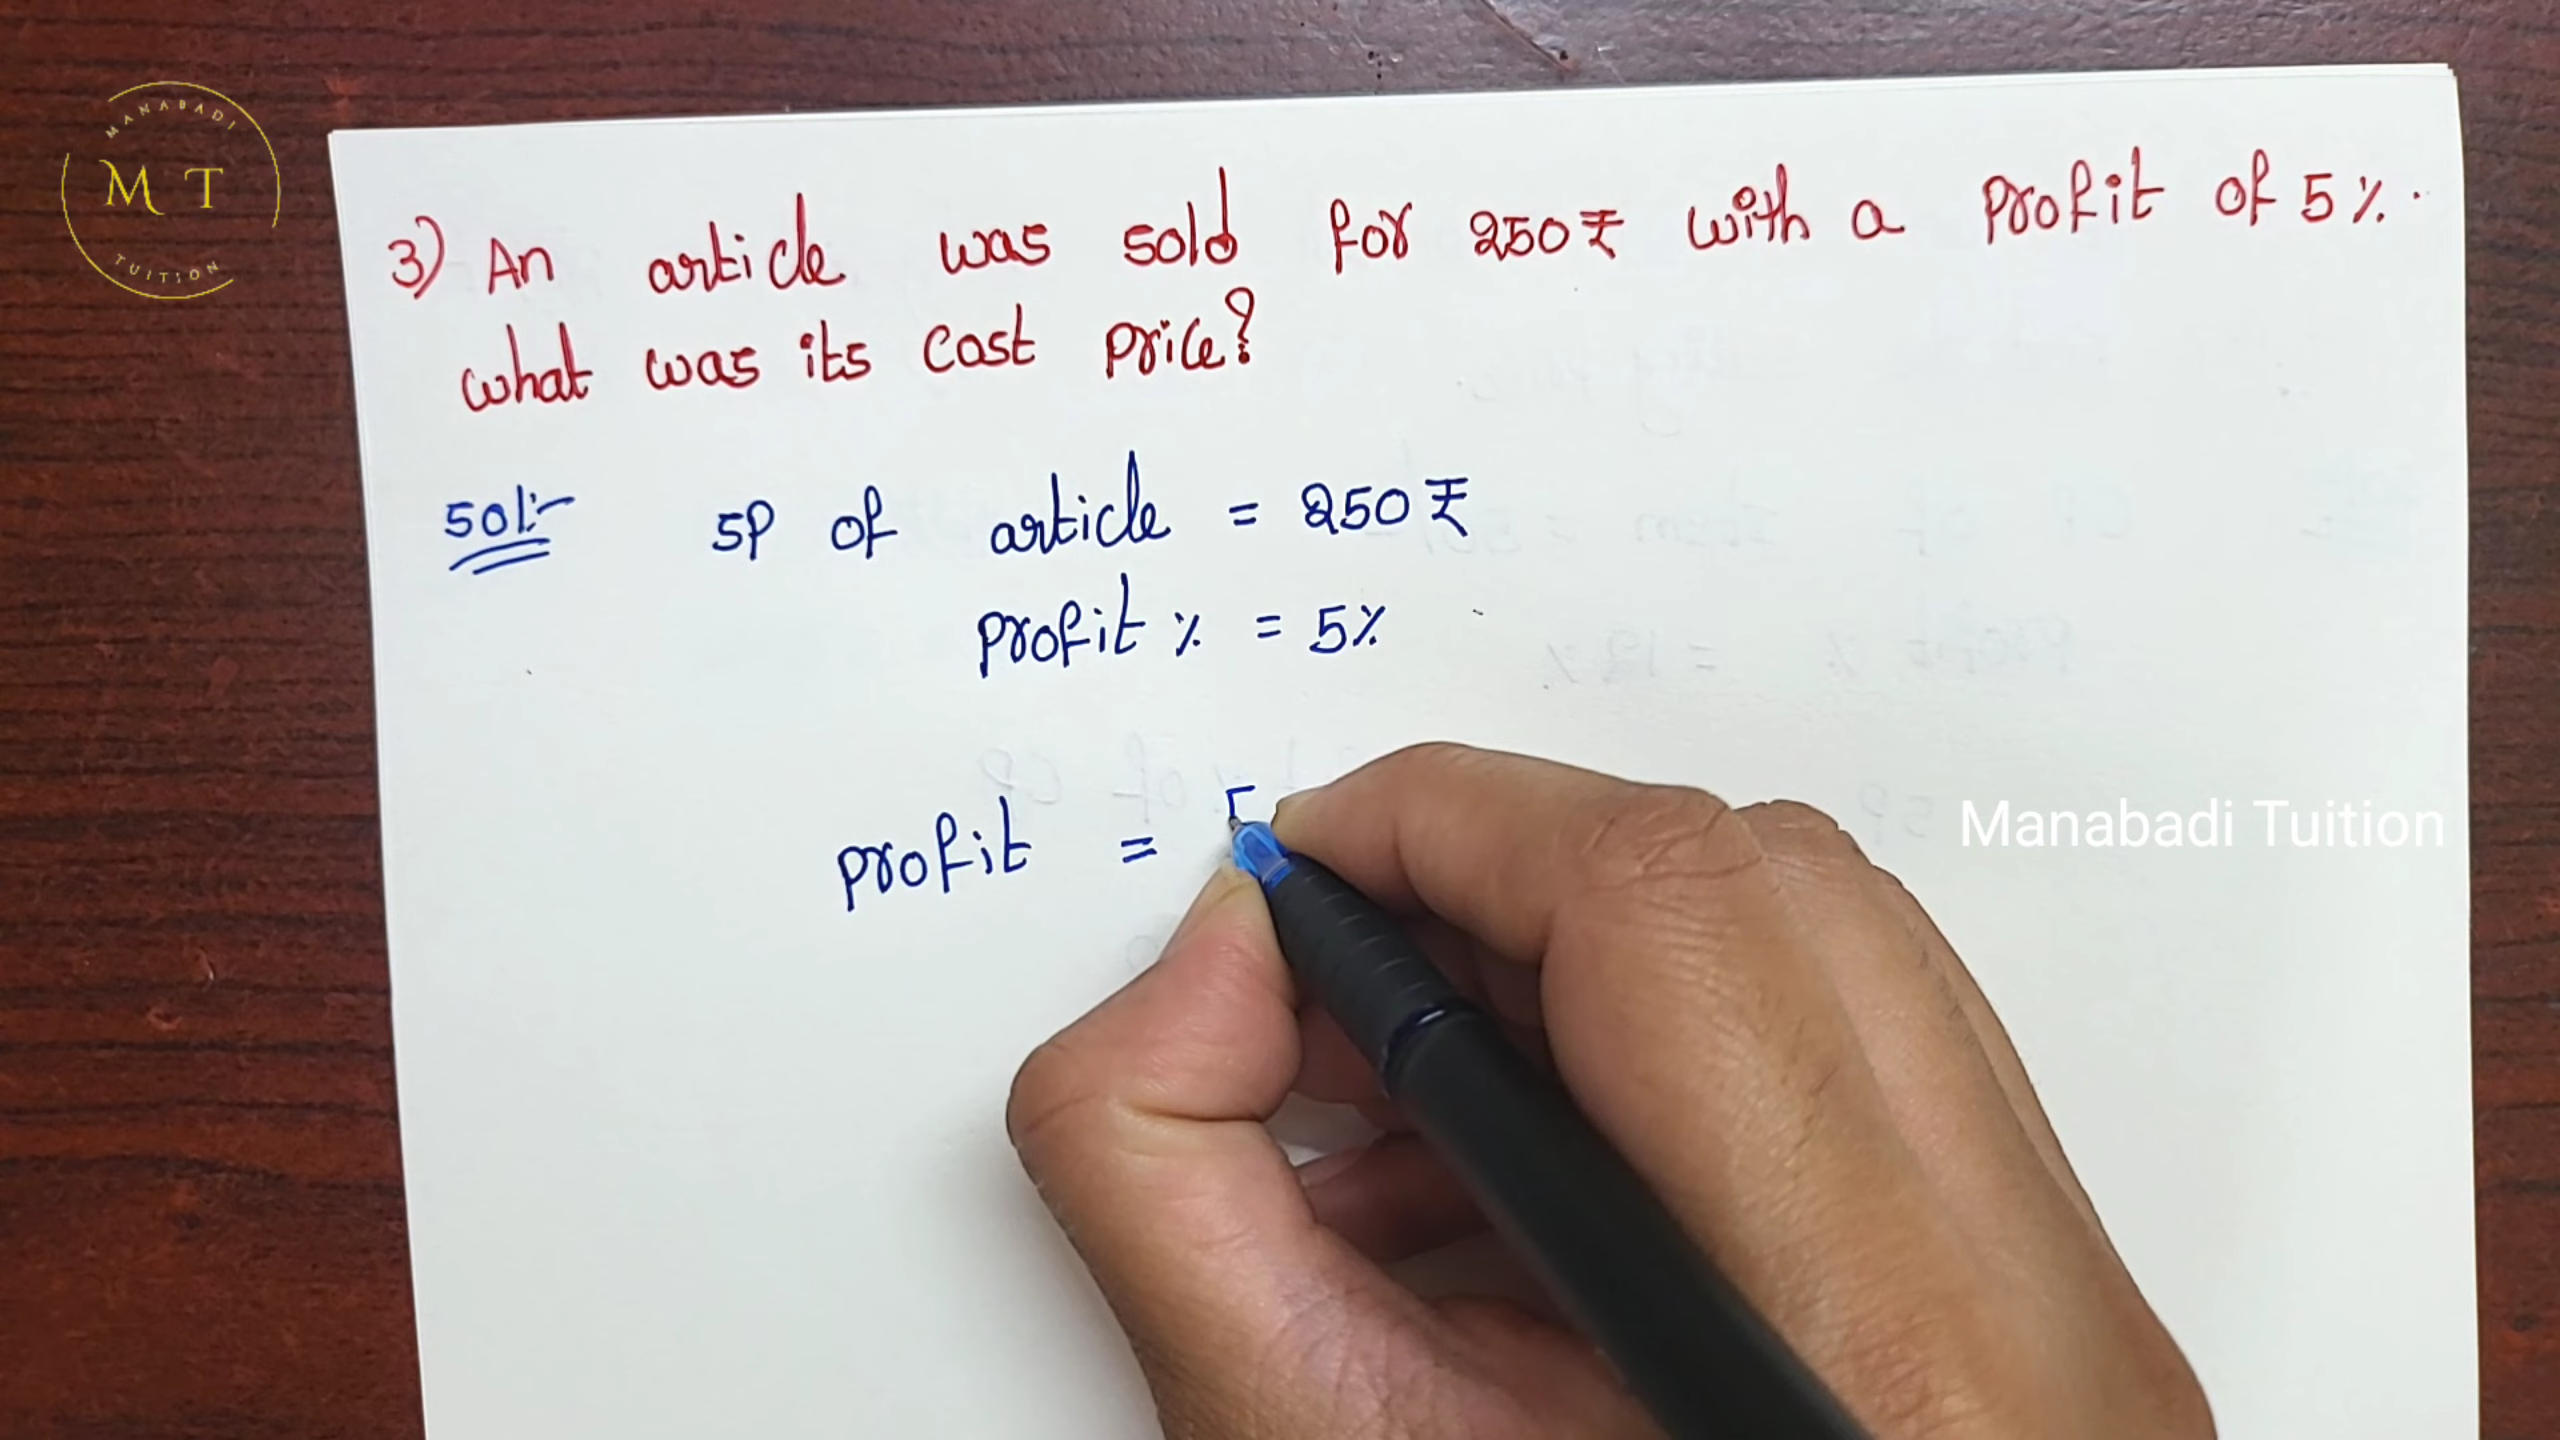 MANABADI
M T
TUITION
3) An article was sold for 250₹ with a profit of 5%.
what was its cost price?
Sol:- SP of article = 250₹
profit % = 5%
profit = 5
Manabadi Tuition